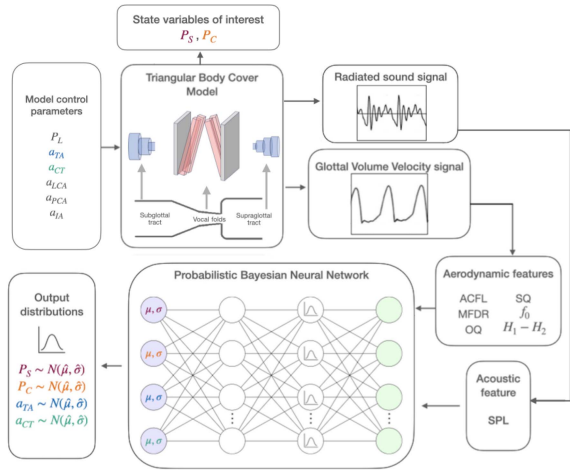 State variables of interest
P_S , P_C
Model control
parameters
P_L
a_TA
a_CT
a_LCA
a_PCA
a_IA
Triangular Body Cover
Model
Subglottal
tract
Vocal folds
Supraglottal
tract
Radiated sound signal
Glottal Volume Velocity signal
Aerodynamic features
ACFL SQ
MFDR f_0
OQ H_1 − H_2
Acoustic
feature
SPL
Probabilistic Bayesian Neural Network
μ, σ
μ, σ
μ, σ
μ, σ
Output
distributions
P_S ~ N(μ̂, σ̂)
P_C ~ N(μ̂, σ̂)
a_TA ~ N(μ̂, σ̂)
a_CT ~ N(μ̂, σ̂)